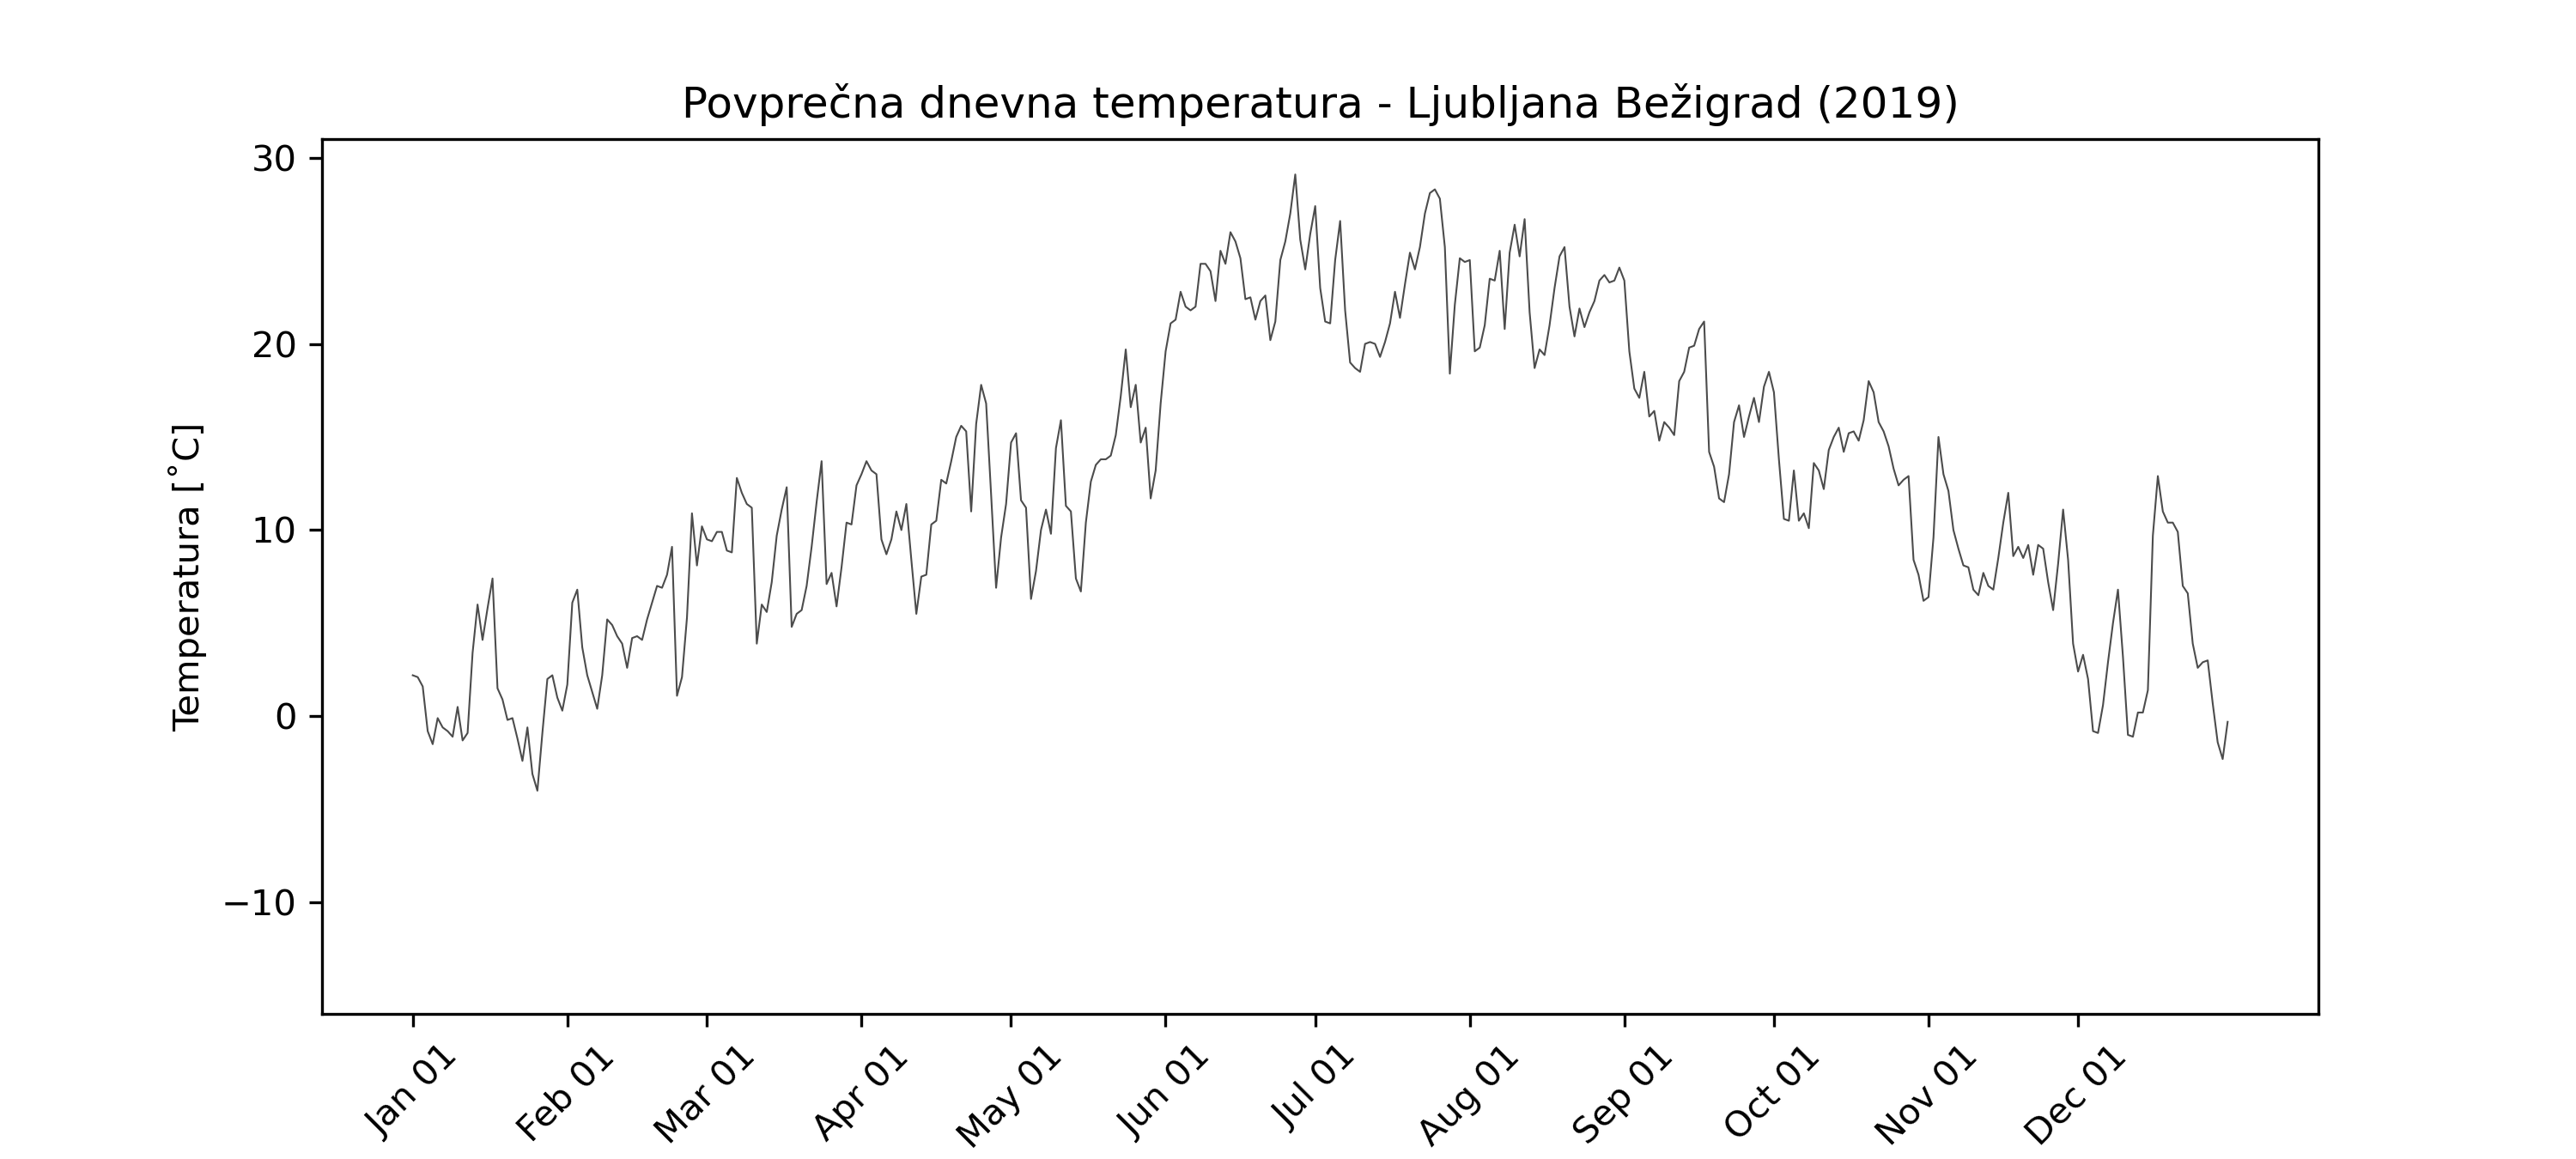 Povprečna dnevna temperatura - Ljubljana Bežigrad (2019)
30
20
10
0
−10
Temperatura [˚C]
Jan 01
Feb 01
Mar 01
Apr 01
May 01
Jun 01
Jul 01
Aug 01
Sep 01
Oct 01
Nov 01
Dec 01